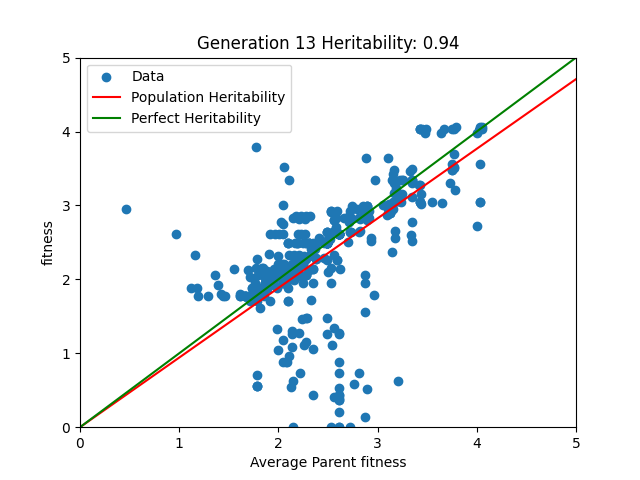 Generation 13 Heritability: 0.94
Data
Population Heritability
Perfect Heritability
fitness
5
4
3
2
1
0
0 1 2 3 4 5
Average Parent fitness